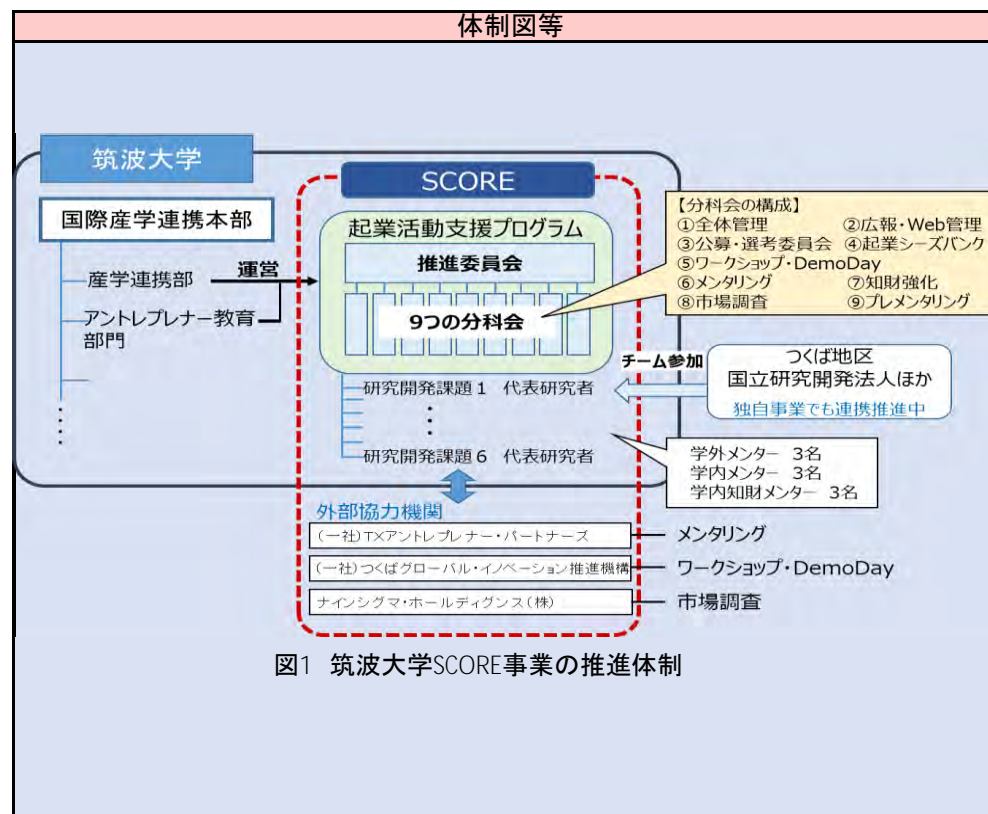 体制図等
筑波大学
国際産学連携本部
産学連携部
アントレプレナー教育
部門
運営
SCORE
起業活動支援プログラム
推進委員会
9つの分科会
【分科会の構成】
①全体管理 ②広報・Web管理
③公募・選考委員会 ④起業シーズバンク
⑤ワークショップ・DemoDay
⑥メンタリング ⑦知財強化
⑧市場調査 ⑨プレメンタリング
チーム参加
つくば地区
国立研究開発法人ほか
独自事業でも連携推進中
研究開発課題1 代表研究者
研究開発課題6 代表研究者
学外メンター 3名
学内メンター 3名
学内知財メンター 3名
外部協力機関
(一社)TXアントレプレナー・パートナーズ
メンタリング
(一社)つくばグローバル・イノベーション推進機構
ワークショップ・DemoDay
ナインシグマ・ホールディングス(株)
市場調査
図1 筑波大学SCORE事業の推進体制